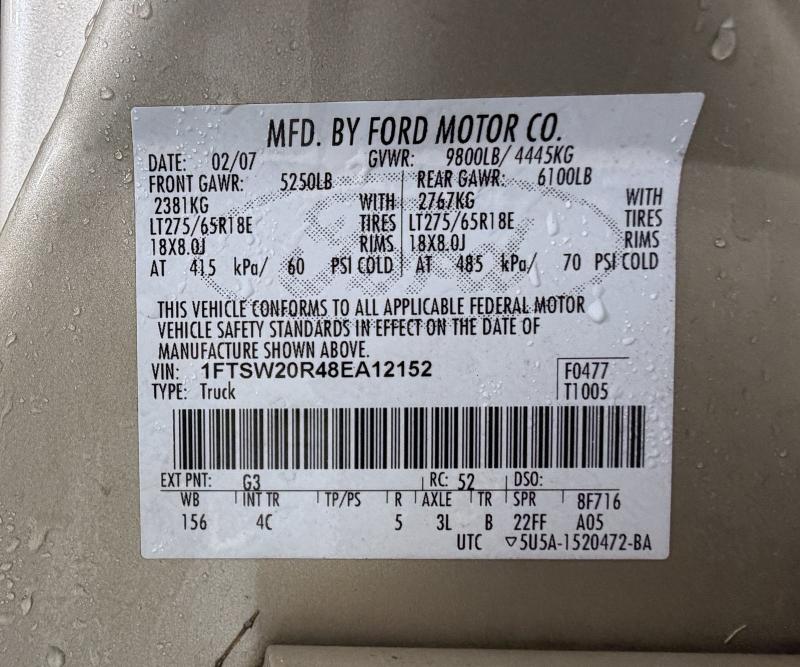 MFD. BY FORD MOTOR CO.
DATE: 02/07 GVWR: 9800LB/ 4445KG
FRONT GAWR: 5250LB REAR GAWR: 6100LB
2381KG WITH 2767KG WITH
LT275/65R18E TIRES LT275/65R18E TIRES
18X8.0J RIMS 18X8.0J RIMS
AT 415 kPa/ 60 PSI COLD AT 485 kPa/ 70 PSI COLD
THIS VEHICLE CONFORMS TO ALL APPLICABLE FEDERAL MOTOR
VEHICLE SAFETY STANDARDS IN EFFECT ON THE DATE OF
MANUFACTURE SHOWN ABOVE.
VIN: 1FTSW20R48EA12152 F0477
TYPE: Truck T1005
EXT PNT: G3 RC: 52 DSO:
WB INT TR TP/PS R AXLE TR SPR 8F716
156 4C 5 3L B 22FF A05
UTC ▽5U5A-1520472-BA